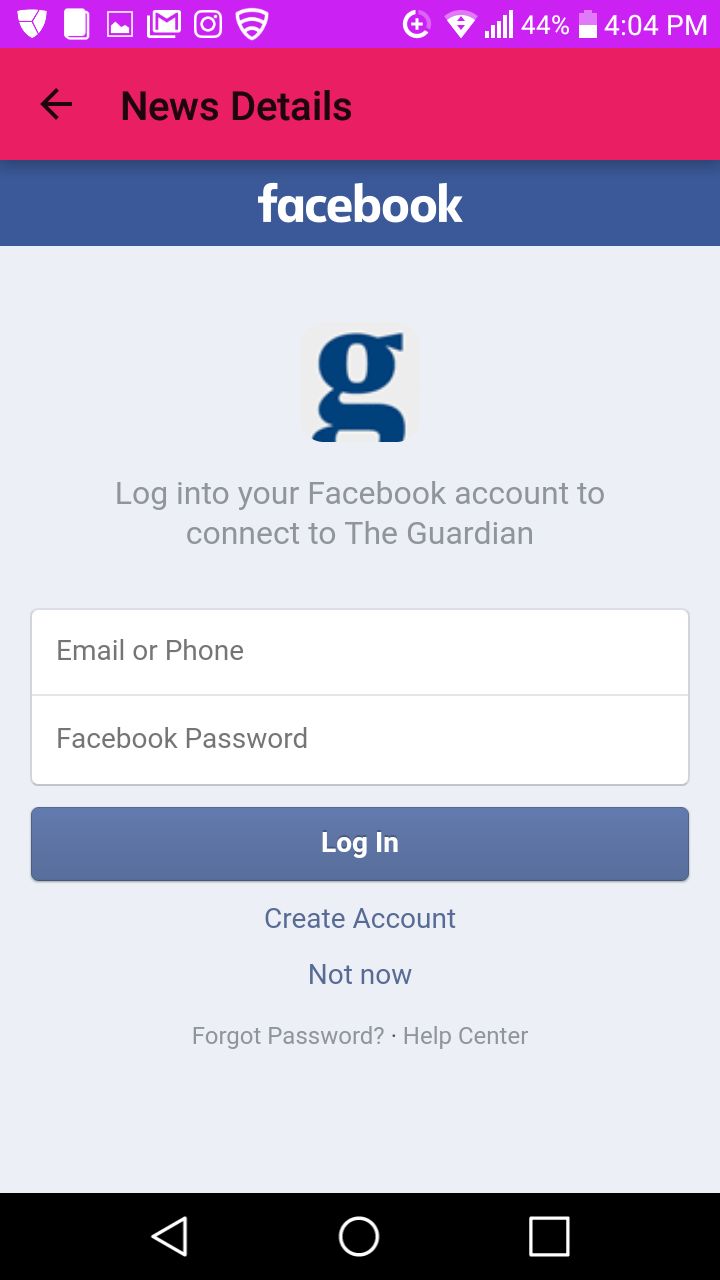 44% 4:04 PM
News Details
facebook
g
Log into your Facebook account to
connect to The Guardian
Email or Phone
Facebook Password
Log In
Create Account
Not now
Forgot Password? · Help Center